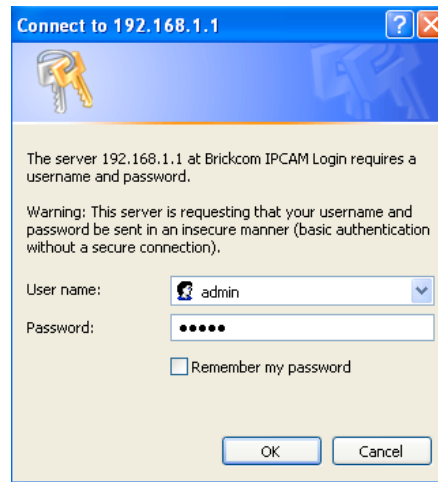 Connect to 192.168.1.1
The server 192.168.1.1 at Brickcom IPCAM Login requires a
username and password.
Warning: This server is requesting that your username and
password be sent in an insecure manner (basic authentication
without a secure connection).
User name:
admin
Password:
•••••
Remember my password
OK
Cancel